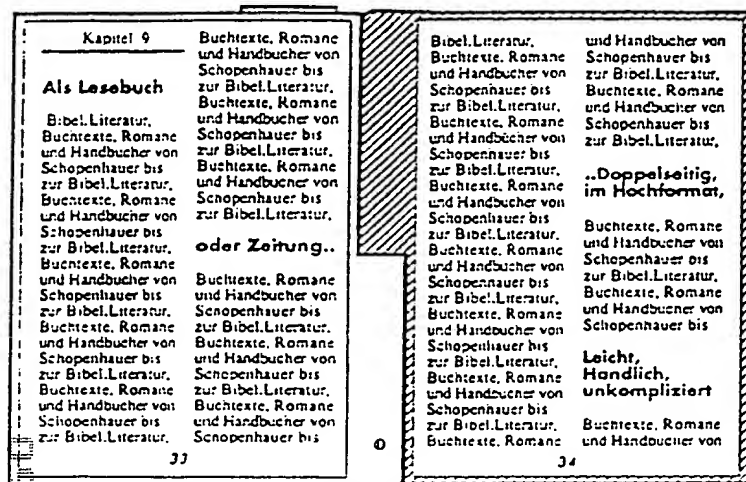 Kapitel 9
Als Lesebuch
Bibel.Literatur,
Buchtexte, Romane
und Handbucher von
Schopenhauer bis
zur Bibel.Literatur,
Buchtexte, Romane
und Handbucher von
Schopenhauer bis
zur Bibel.Literatur,
Buchtexte, Romane
und Handbucher von
Schopenhauer bis
zur Bibel.Literatur,
Buchtexte, Romane
und Handbucher von
Schopenhauer bis
zur Bibel.Literatur,
Buchtexte, Romane
und Handbucher von
Schopenhauer bis
zur Bibel.Literatur,
Buchtexte, Romane
und Handbucher von
Schopenhauer bis
zur Bibel.Literatur,
Buchtexte, Romane
und Handbucher von
Schopenhauer bis
zur Bibel.Literatur,
Buchtexte, Romane
und Handbucher von
Schopenhauer bis
zur Bibel.Literatur,
oder Zeitung..
Buchtexte, Romane
und Handbucher von
Schopenhauer bis
zur Bibel.Literatur,
Buchtexte, Romane
und Handbucher von
Schopenhauer bis
zur Bibel.Literatur,
Buchtexte, Romane
und Handbucher von
Schopenhauer bis
33
Bibel.Literatur,
Buchtexte, Romane
und Handbucher von
Schopenhauer bis
zur Bibel.Literatur,
Buchtexte, Romane
und Handbucher von
Schopenhauer bis
zur Bibel.Literatur,
Buchtexte, Romane
und Handbucher von
Schopenhauer bis
zur Bibel.Literatur,
Buchtexte, Romane
und Handbucher von
Schopenhauer bis
zur Bibel.Literatur,
Buchtexte, Romane
und Handbucher von
Schopenhauer bis
zur Bibel.Literatur,
Buchtexte, Romane
und Handbucher von
Schopenhauer bis
zur Bibel.Literatur,
Buchtexte, Romane
und Handbucher von
Schopenhauer bis
zur Bibel.Literatur,
Buchtexte, Romane
und Handbucher von
Schopenhauer bis
zur Bibel.Literatur,
..Doppelseitig,
im Hochformat,
Buchtexte, Romane
und Handbucher von
Schopenhauer bis
zur Bibel.Literatur,
Buchtexte, Romane
und Handbucher von
Schopenhauer bis
Leicht,
Handlich,
unkompliziert
Buchtexte, Romane
und Handbucher von
34